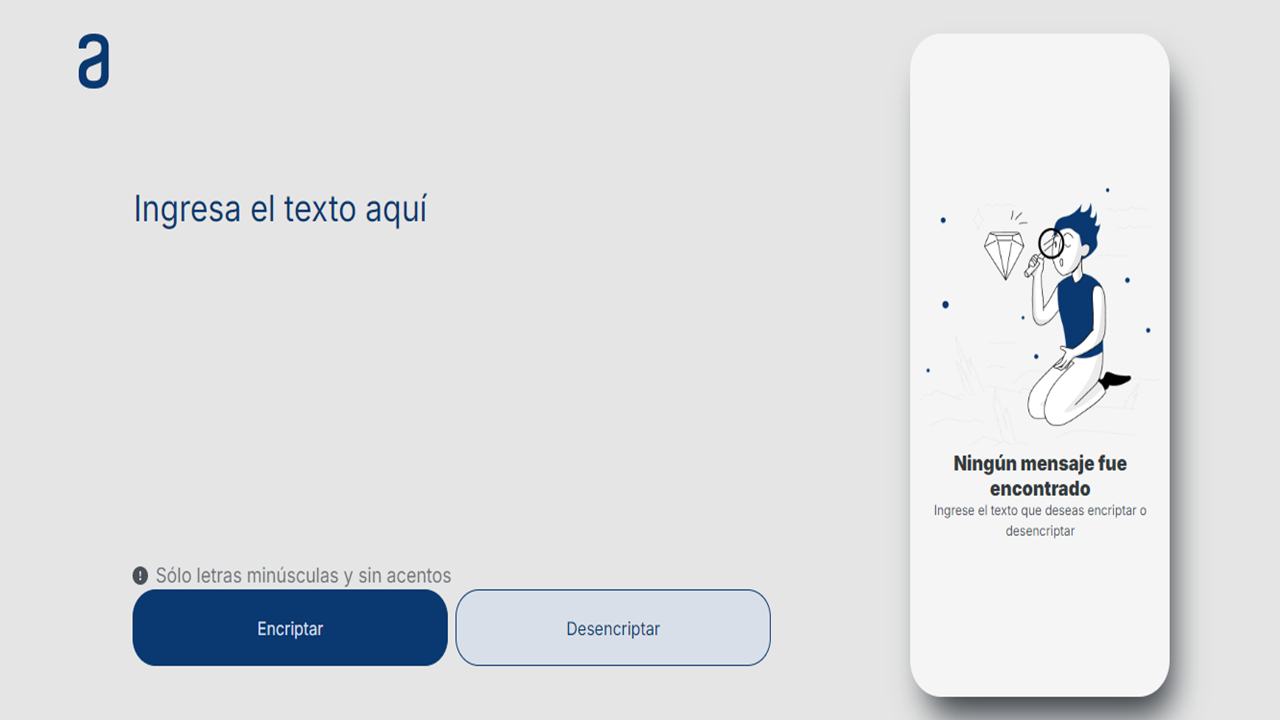 a
Ingresa el texto aquí
Sólo letras minúsculas y sin acentos
Encriptar
Desencriptar
Ningún mensaje fue
encontrado
Ingrese el texto que deseas encriptar o
desencriptar